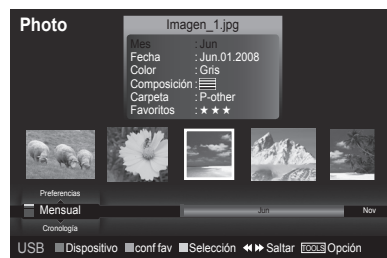 Photo
Imagen_1.jpg
Mes : Jun
Fecha : Jun.01.2008
Color : Gris
Composición :
Carpeta : P-other
Favoritos : ★ ★ ★
Preferencias
Mensual
Jun
Nov
Cronología
USB Dispositivo conf fav Selección Saltar TOOLS Opción